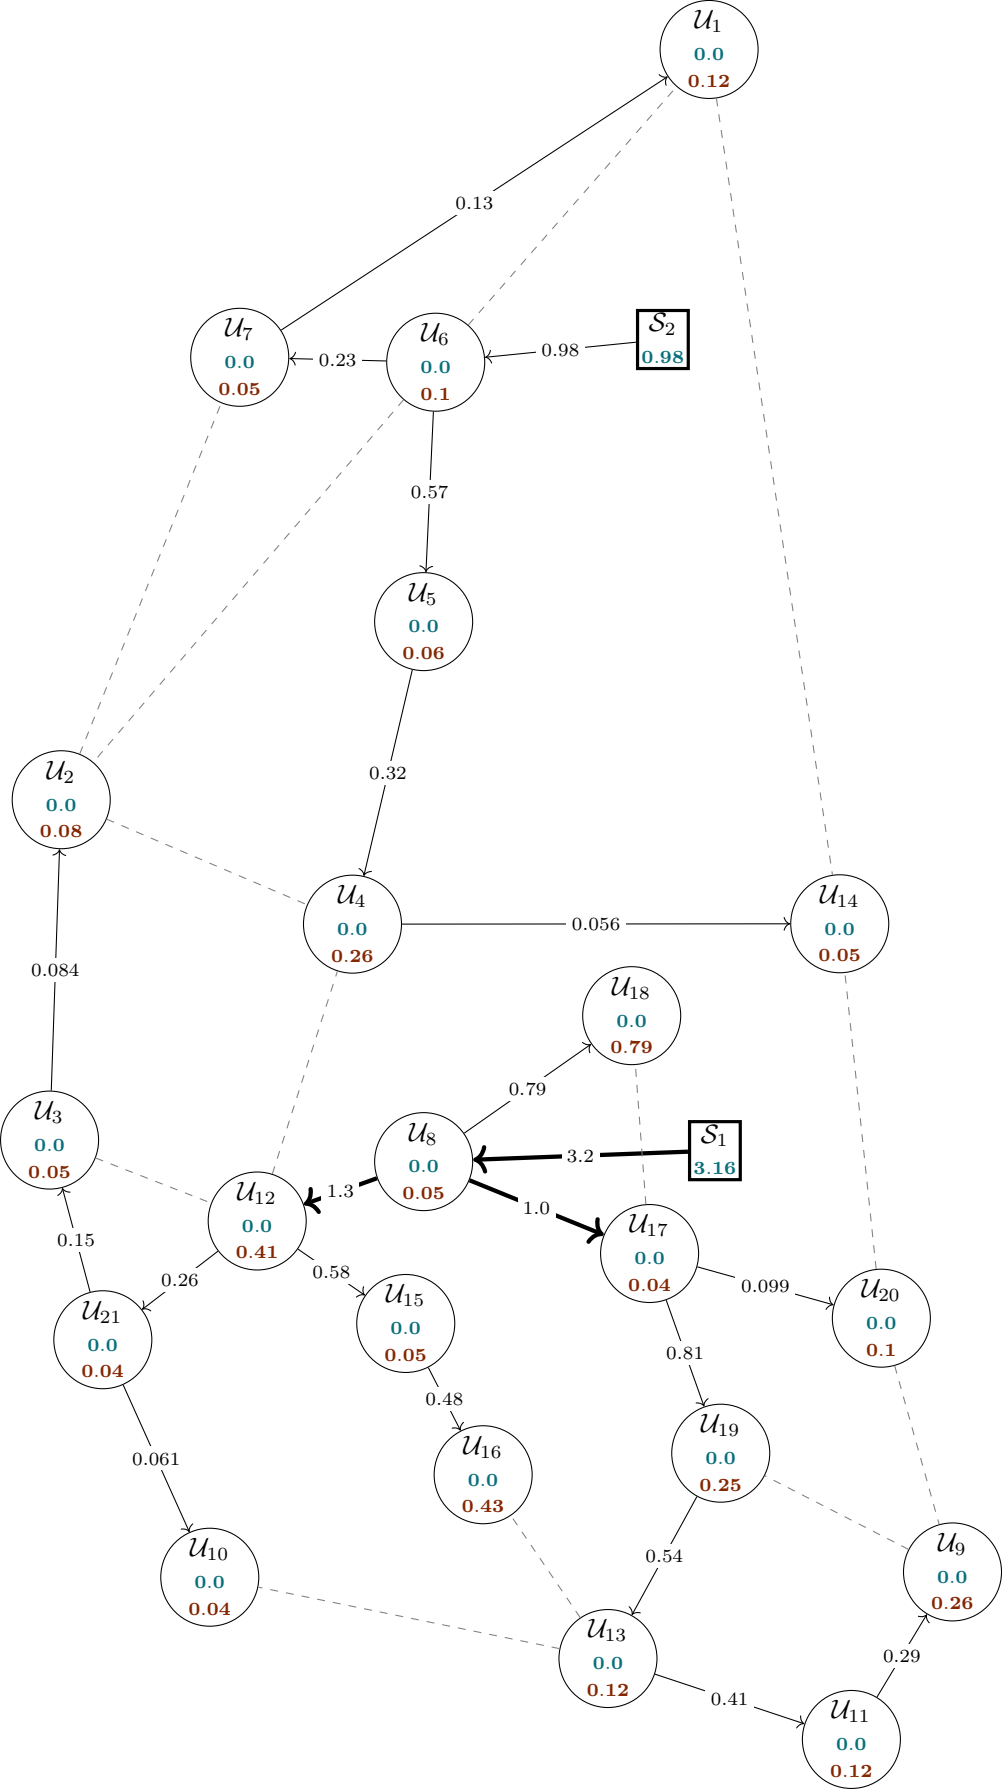 𝒰₁
0.0
0.12
0.13
𝒰₇
0.0
0.05
0.23
𝒰₆
0.0
0.1
0.98
𝒮₂
0.98
0.57
𝒰₅
0.0
0.06
0.32
𝒰₂
0.0
0.08
𝒰₄
0.0
0.26
0.056
𝒰₁₄
0.0
0.05
0.084
𝒰₁₈
0.0
0.79
0.79
𝒰₃
0.0
0.05
𝒰₈
0.0
0.05
3.2
𝒮₁
3.16
1.3
1.0
𝒰₁₂
0.0
0.41
0.15
0.26
0.58
𝒰₁₇
0.0
0.04
0.099
𝒰₂₀
0.0
0.1
𝒰₂₁
0.0
0.04
𝒰₁₅
0.0
0.05
0.81
0.48
0.061
𝒰₁₆
0.0
0.43
𝒰₁₉
0.0
0.25
0.54
𝒰₁₀
0.0
0.04
𝒰₉
0.0
0.26
𝒰₁₃
0.0
0.12
0.29
0.41
𝒰₁₁
0.0
0.12